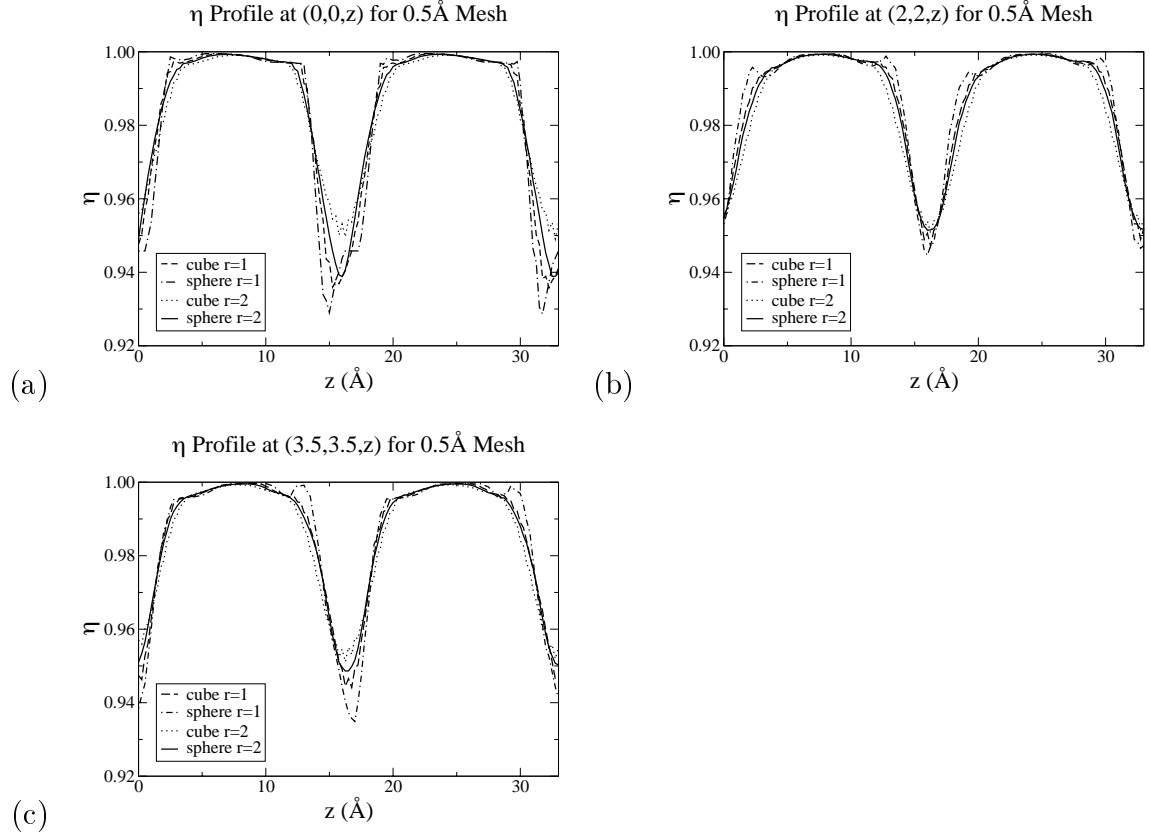 η Profile at (0,0,z) for 0.5Å Mesh
1.00
0.98
0.96
0.94
0.92
η
cube r=1
sphere r=1
cube r=2
sphere r=2
0 10 20 30
z (Å)
(a)
η Profile at (2,2,z) for 0.5Å Mesh
1.00
0.98
0.96
0.94
0.92
η
cube r=1
sphere r=1
cube r=2
sphere r=2
0 10 20 30
z (Å)
(b)
η Profile at (3.5,3.5,z) for 0.5Å Mesh
1.00
0.98
0.96
0.94
0.92
η
cube r=1
sphere r=1
cube r=2
sphere r=2
0 10 20 30
z (Å)
(c)